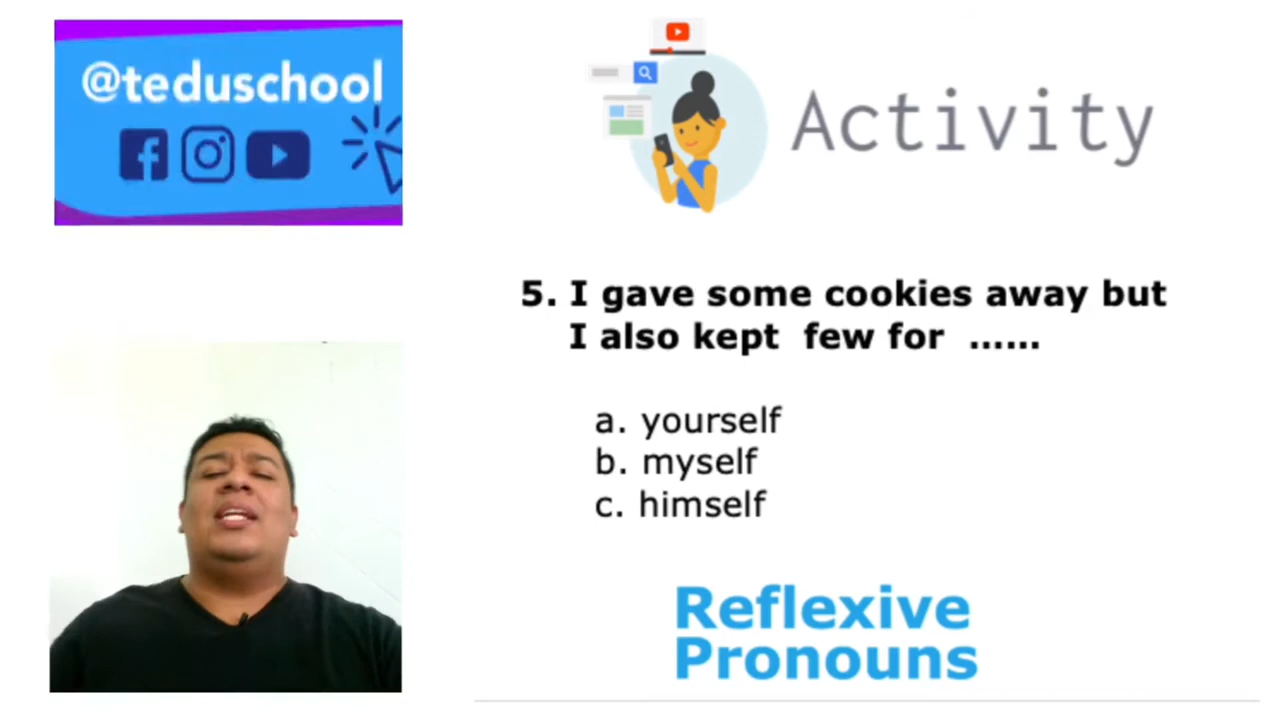 @teduschool
Activity
5. I gave some cookies away but
I also kept few for ......
a. yourself
b. myself
c. himself
Reflexive
Pronouns